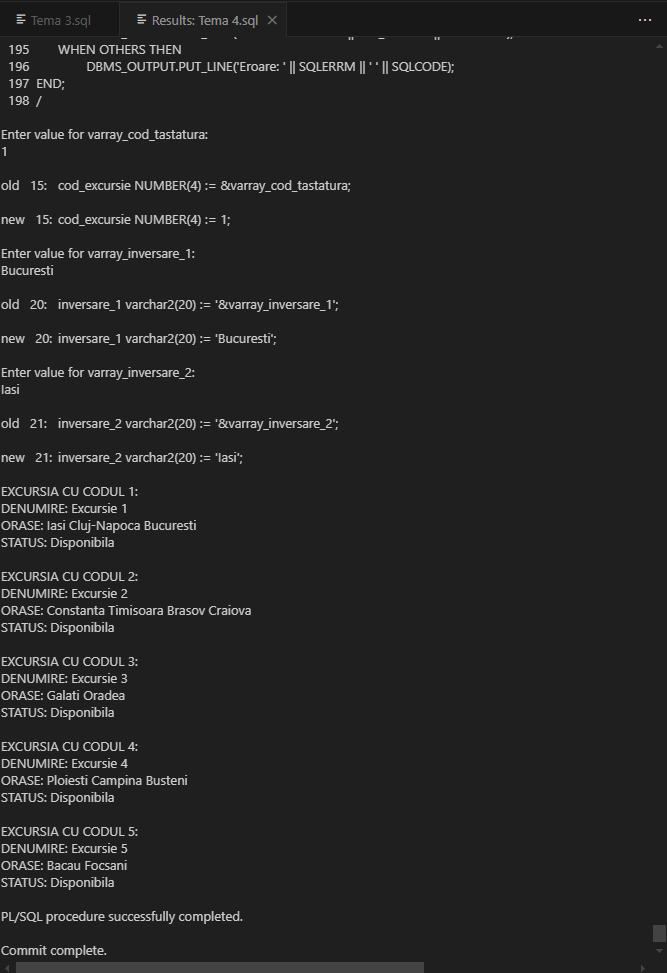 Tema 3.sql
Results: Tema 4.sql
195 WHEN OTHERS THEN
196 DBMS_OUTPUT.PUT_LINE('Eroare: ' || SQLERRM || ' ' || SQLCODE);
197 END;
198 /
Enter value for varray_cod_tastatura:
1
old 15: cod_excursie NUMBER(4) := &varray_cod_tastatura;
new 15: cod_excursie NUMBER(4) := 1;
Enter value for varray_inversare_1:
Bucuresti
old 20: inversare_1 varchar2(20) := '&varray_inversare_1';
new 20: inversare_1 varchar2(20) := 'Bucuresti';
Enter value for varray_inversare_2:
Iasi
old 21: inversare_2 varchar2(20) := '&varray_inversare_2';
new 21: inversare_2 varchar2(20) := 'Iasi';
EXCURSIA CU CODUL 1:
DENUMIRE: Excursie 1
ORASE: Iasi Cluj-Napoca Bucuresti
STATUS: Disponibila
EXCURSIA CU CODUL 2:
DENUMIRE: Excursie 2
ORASE: Constanta Timisoara Brasov Craiova
STATUS: Disponibila
EXCURSIA CU CODUL 3:
DENUMIRE: Excursie 3
ORASE: Galati Oradea
STATUS: Disponibila
EXCURSIA CU CODUL 4:
DENUMIRE: Excursie 4
ORASE: Ploiesti Campina Busteni
STATUS: Disponibila
EXCURSIA CU CODUL 5:
DENUMIRE: Excursie 5
ORASE: Bacau Focsani
STATUS: Disponibila
PL/SQL procedure successfully completed.
Commit complete.